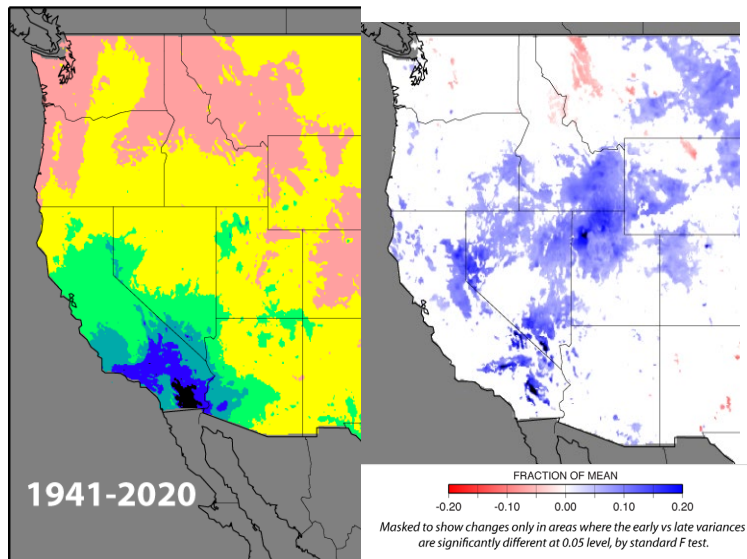 1941-2020
FRACTION OF MEAN
-0.20 -0.10 0.00 0.10 0.20
Masked to show changes only in areas where the early vs late variances
are significantly different at 0.05 level, by standard F test.